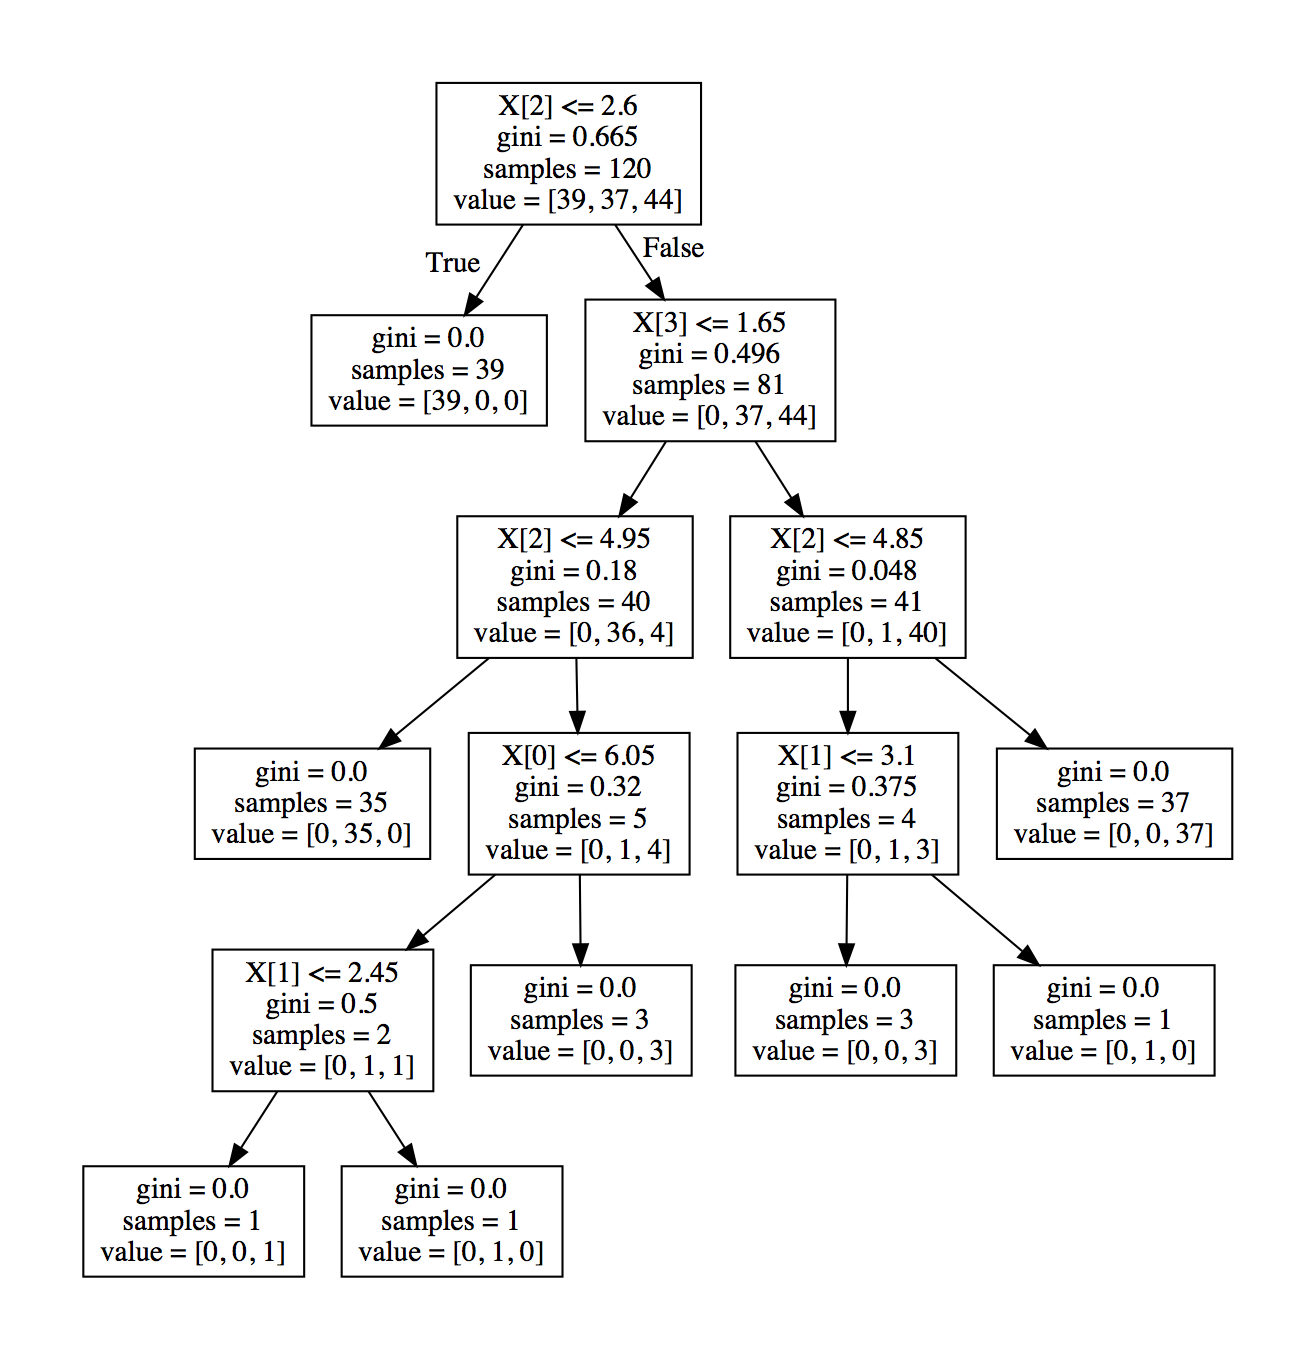 X[2] <= 2.6
gini = 0.665
samples = 120
value = [39, 37, 44]
True
False
gini = 0.0
samples = 39
value = [39, 0, 0]
X[3] <= 1.65
gini = 0.496
samples = 81
value = [0, 37, 44]
X[2] <= 4.95
gini = 0.18
samples = 40
value = [0, 36, 4]
X[2] <= 4.85
gini = 0.048
samples = 41
value = [0, 1, 40]
gini = 0.0
samples = 35
value = [0, 35, 0]
X[0] <= 6.05
gini = 0.32
samples = 5
value = [0, 1, 4]
X[1] <= 3.1
gini = 0.375
samples = 4
value = [0, 1, 3]
gini = 0.0
samples = 37
value = [0, 0, 37]
X[1] <= 2.45
gini = 0.5
samples = 2
value = [0, 1, 1]
gini = 0.0
samples = 3
value = [0, 0, 3]
gini = 0.0
samples = 3
value = [0, 0, 3]
gini = 0.0
samples = 1
value = [0, 1, 0]
gini = 0.0
samples = 1
value = [0, 0, 1]
gini = 0.0
samples = 1
value = [0, 1, 0]